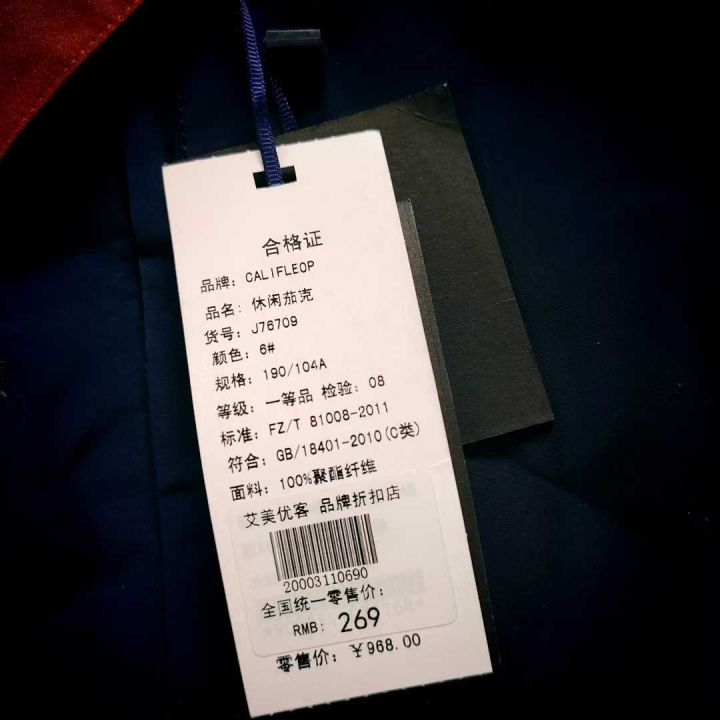 合格证
品牌: CALIFLEOP
品名: 休闲茄克
货号: J76709
颜色: 6#
规格: 190/104A
等级: 一等品 检验: 08
标准: FZ/T 81008-2011
符合: GB/18401-2010(C类)
面料: 100%聚酯纤维
艾美优客 品牌折扣店
20003110690
全国统一零售价:
RMB: 269
零售价: ¥968.00